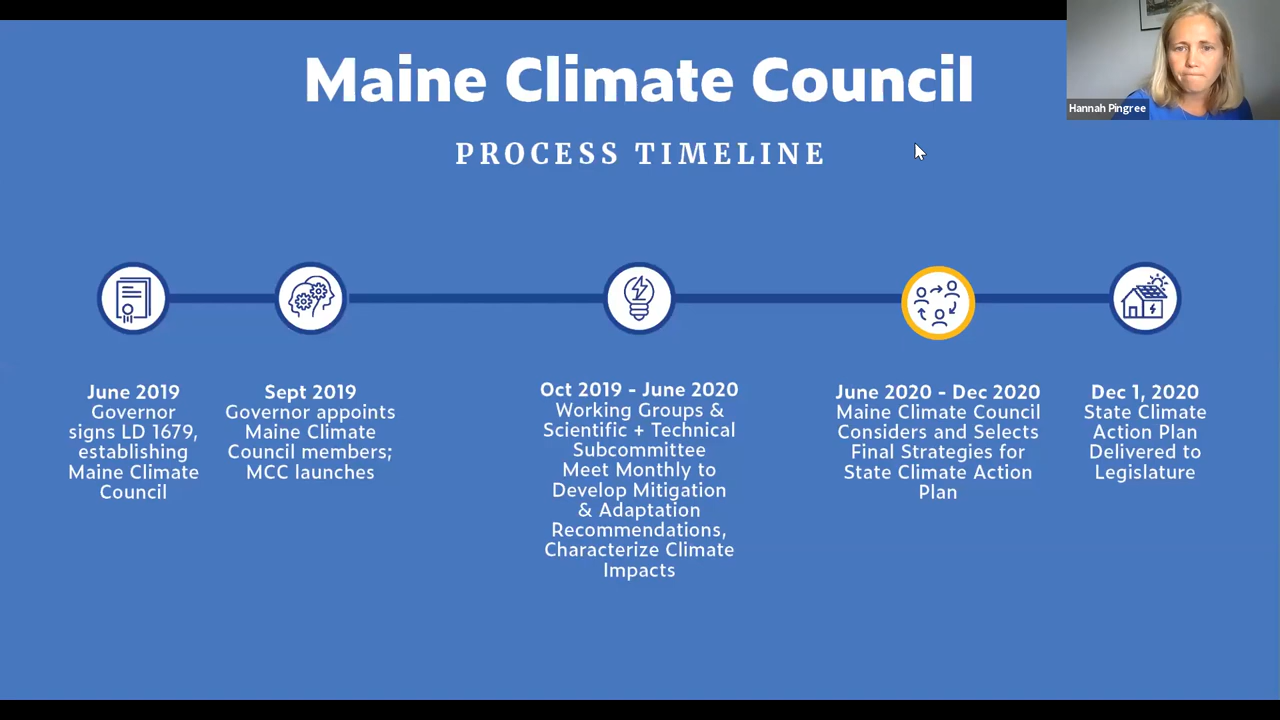 Maine Climate Council
PROCESS TIMELINE
Hannah Pingree
June 2019
Governor
signs LD 1679,
establishing
Maine Climate
Council
Sept 2019
Governor appoints
Maine Climate
Council members;
MCC launches
Oct 2019 - June 2020
Working Groups &
Scientific + Technical
Subcommittee
Meet Monthly to
Develop Mitigation
& Adaptation
Recommendations,
Characterize Climate
Impacts
June 2020 - Dec 2020
Maine Climate Council
Considers and Selects
Final Strategies for
State Climate Action
Plan
Dec 1, 2020
State Climate
Action Plan
Delivered to
Legislature